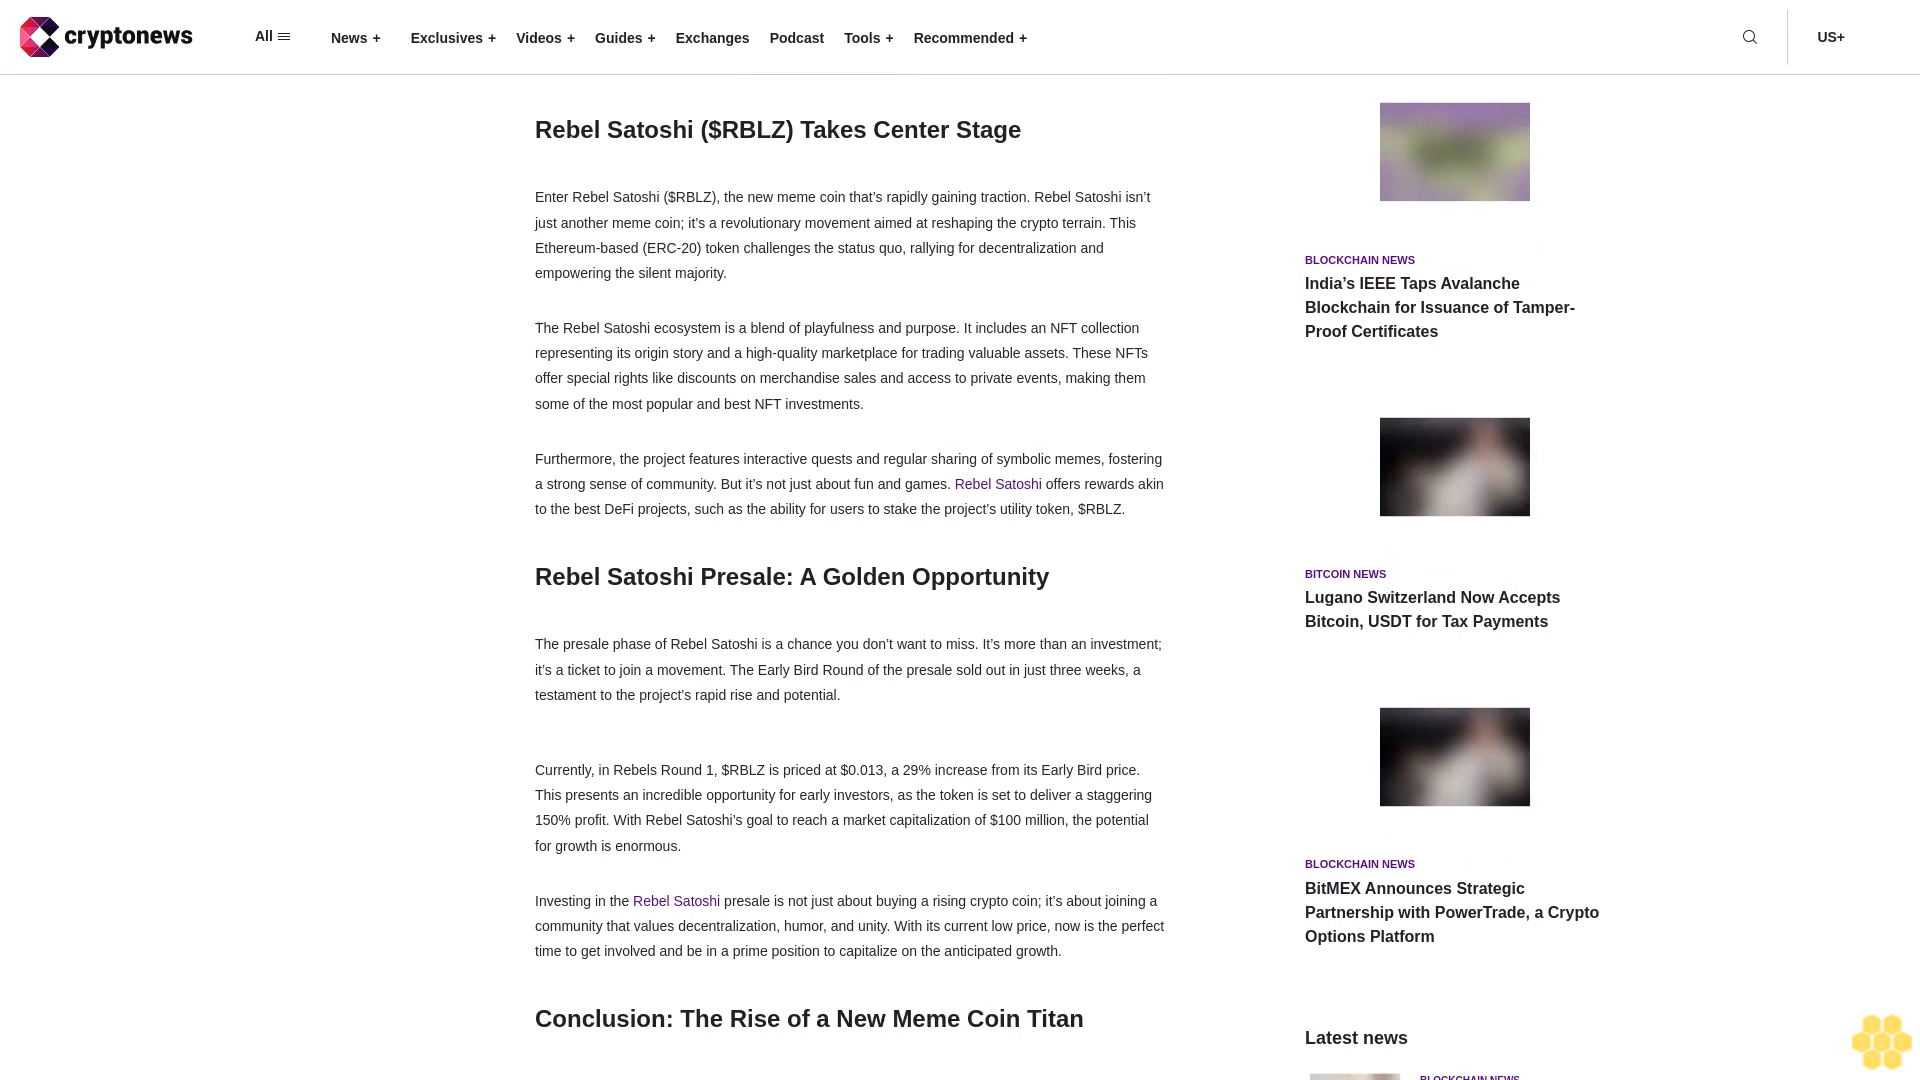 cryptonews
All
News +
Exclusives +
Videos +
Guides +
Exchanges
Podcast
Tools +
Recommended +
US+
Rebel Satoshi ($RBLZ) Takes Center Stage
Enter Rebel Satoshi ($RBLZ), the new meme coin that’s rapidly gaining traction. Rebel Satoshi isn’t
just another meme coin; it’s a revolutionary movement aimed at reshaping the crypto terrain. This
Ethereum-based (ERC-20) token challenges the status quo, rallying for decentralization and
empowering the silent majority.
The Rebel Satoshi ecosystem is a blend of playfulness and purpose. It includes an NFT collection
representing its origin story and a high-quality marketplace for trading valuable assets. These NFTs
offer special rights like discounts on merchandise sales and access to private events, making them
some of the most popular and best NFT investments.
Furthermore, the project features interactive quests and regular sharing of symbolic memes, fostering
a strong sense of community. But it’s not just about fun and games. Rebel Satoshi offers rewards akin
to the best DeFi projects, such as the ability for users to stake the project’s utility token, $RBLZ.
Rebel Satoshi Presale: A Golden Opportunity
The presale phase of Rebel Satoshi is a chance you don’t want to miss. It’s more than an investment;
it’s a ticket to join a movement. The Early Bird Round of the presale sold out in just three weeks, a
testament to the project’s rapid rise and potential.
Currently, in Rebels Round 1, $RBLZ is priced at $0.013, a 29% increase from its Early Bird price.
This presents an incredible opportunity for early investors, as the token is set to deliver a staggering
150% profit. With Rebel Satoshi’s goal to reach a market capitalization of $100 million, the potential
for growth is enormous.
Investing in the Rebel Satoshi presale is not just about buying a rising crypto coin; it’s about joining a
community that values decentralization, humor, and unity. With its current low price, now is the perfect
time to get involved and be in a prime position to capitalize on the anticipated growth.
Conclusion: The Rise of a New Meme Coin Titan
BLOCKCHAIN NEWS
India’s IEEE Taps Avalanche
Blockchain for Issuance of Tamper-
Proof Certificates
BITCOIN NEWS
Lugano Switzerland Now Accepts
Bitcoin, USDT for Tax Payments
BLOCKCHAIN NEWS
BitMEX Announces Strategic
Partnership with PowerTrade, a Crypto
Options Platform
Latest news
BLOCKCHAIN NEWS